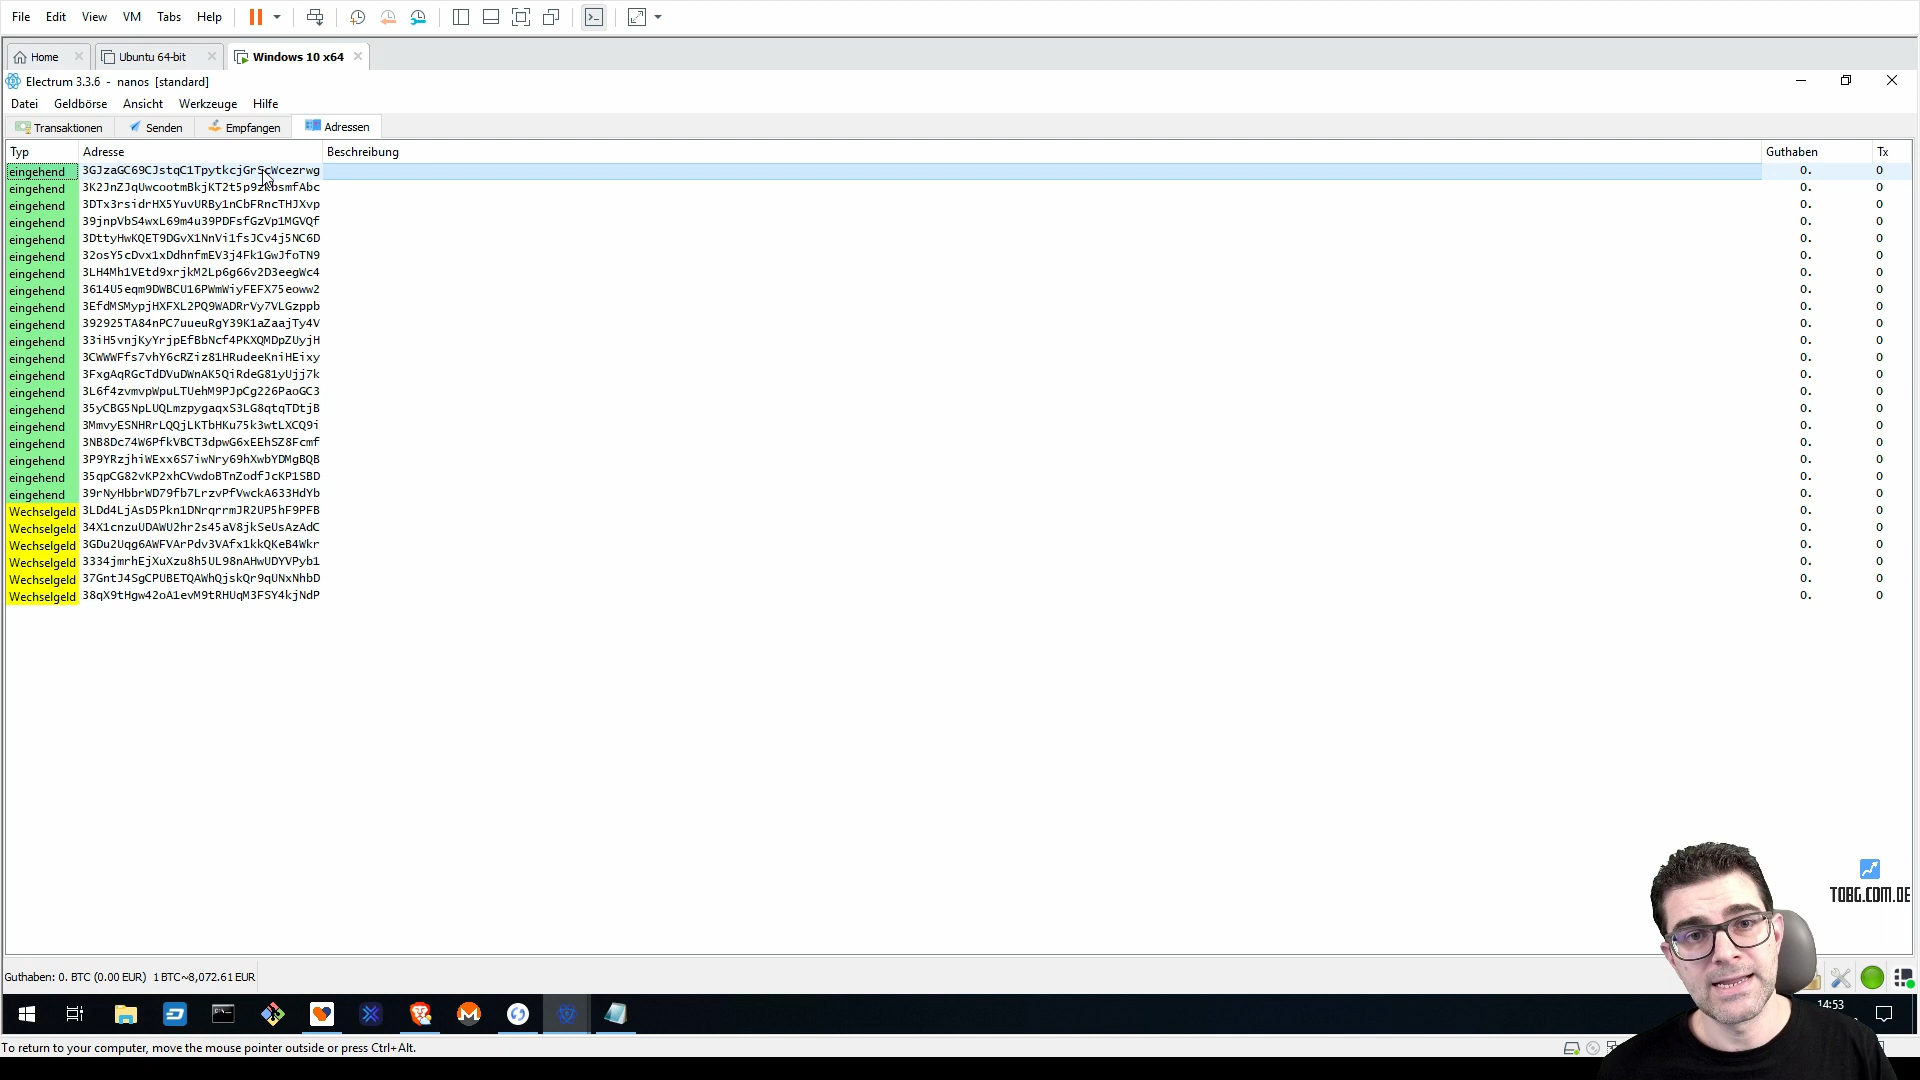 File Edit View VM Tabs Help
Home Ubuntu 64-bit Windows 10 x64
Electrum 3.3.6 - nanos [standard]
Datei Geldbörse Ansicht Werkzeuge Hilfe
Transaktionen Senden Empfangen Adressen
Typ Adresse Beschreibung Guthaben Tx
eingehend 0. 0
eingehend 0. 0
eingehend 3DTx3rsidrHX5YuvURBy1nCbFRncTHJXvp 0. 0
eingehend 39jnpVbS4wxL69m4u39PDFsfGzVp1MGVQf 0. 0
eingehend 3DttyHwKQET9DGvX1NnVi1fsJCv4j5NC6D 0. 0
eingehend 32osY5cDvx1xDdhnfmEV3j4Fk1GwJfoTN9 0. 0
eingehend 3LH4Mh1VEtd9xrjkM2Lp6g66v2D3eegWc4 0. 0
eingehend 3614U5eqm9DWBCU16PWmWiyFEFX75eoww2 0. 0
eingehend 3EfdMSMypjHXFXL2PQ9WADRrVy7VLGzppb 0. 0
eingehend 392925TA84nPC7uueuRgY39K1aZaajTy4V 0. 0
eingehend 33iH5vnjKyYrjpEfBbNcf4PKXQMDpZUyjH 0. 0
eingehend 3CWWWFfs7vhY6cRZiz81HRudeeKniHEixy 0. 0
eingehend 3FxgAqRGcTdDVuDWnAK5QiRdeG81yUjj7k 0. 0
eingehend 3L6f4zvmvpWpuLTUehM9PJpCg226PaoGC3 0. 0
eingehend 35yCBG5NpLUQLmzpygaqxS3LG8qtqTDtjB 0. 0
eingehend 3MmvyESNHRrLQQjLKTbHKu75k3wtLXCQ9i 0. 0
eingehend 3NB8Dc74W6PfkVBCT3dpwG6xEEhSZ8Fcmf 0. 0
eingehend 3P9YRzjhiWExx6S7iwNry69hXwbYDMgBQB 0. 0
eingehend 35qpCG82vKP2xhCVwdoBTnZodfJcKP1SBD 0. 0
eingehend 39rNyHbbrWD79fb7LrzvPfVwckA633HdYb 0. 0
Wechselgeld 3LDd4LjAsD5Pkn1DNrqrrmJR2UP5hF9PFB 0. 0
Wechselgeld 34X1cnzuUDAWU2hr2s45aV8jkSeUsAzAdC 0. 0
Wechselgeld 3GDu2Uqg6AWFVArPdv3VAfx1kkQKeB4Wkr 0. 0
Wechselgeld 3334jmrhEjXuXzu8h5UL98nAHwUDYVPyb1 0. 0
Wechselgeld 37GntJ4SgCPUBETQAWhQjskQr9qUNxNhbD 0. 0
Wechselgeld 38qX9tHgw42oA1evM9tRHUqM3FSY4kjNdP 0. 0
TOBG.COM.DE
Guthaben: 0. BTC (0.00 EUR) 1 BTC~8,072.61 EUR
14:53
To return to your computer, move the mouse pointer outside or press Ctrl+Alt.